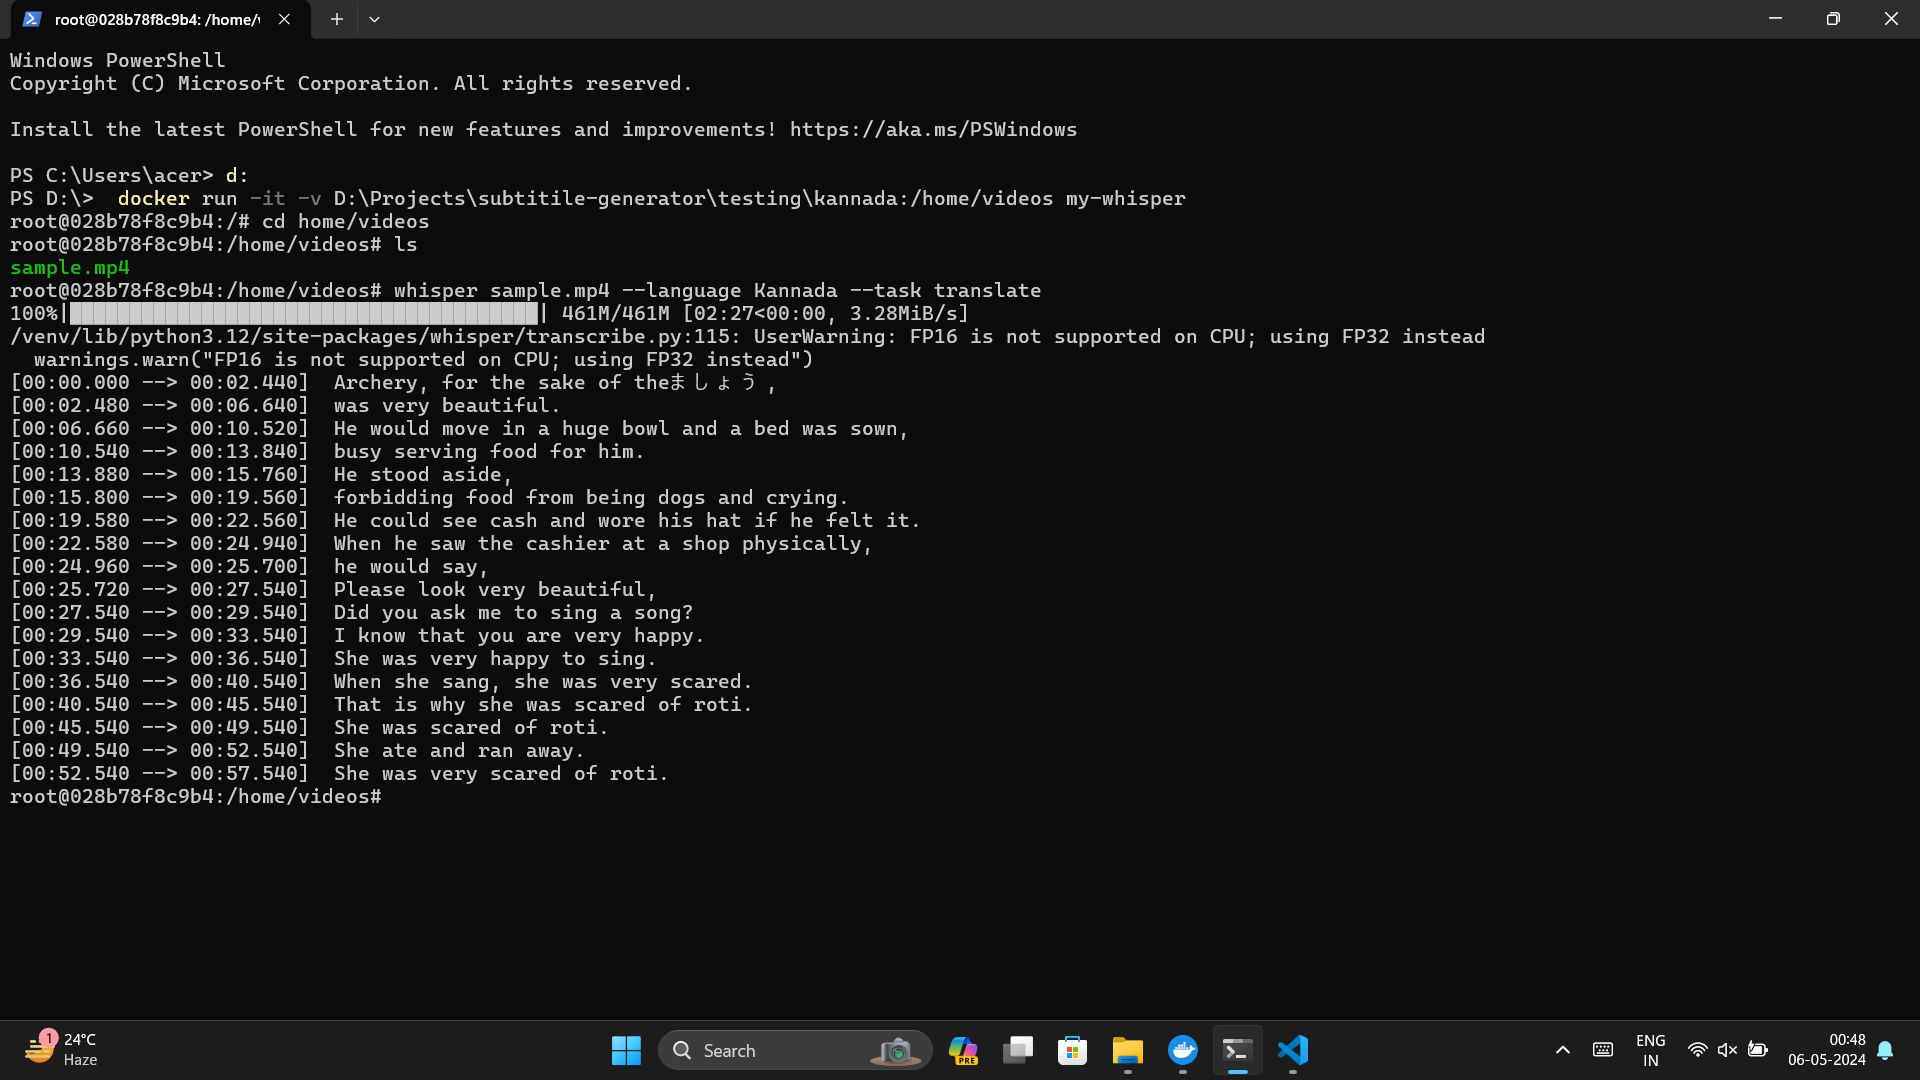 root@028b78f8c9b4: /home/v
Windows PowerShell
Copyright (C) Microsoft Corporation. All rights reserved.
Install the latest PowerShell for new features and improvements! https://aka.ms/PSWindows
PS C:\Users\acer> d:
PS D:\>  docker run -it -v D:\Projects\subtitile-generator\testing\kannada:/home/videos my-whisper
root@028b78f8c9b4:/# cd home/videos
root@028b78f8c9b4:/home/videos# ls
sample.mp4
root@028b78f8c9b4:/home/videos# whisper sample.mp4 --language Kannada --task translate
100%|███████████████████████████████████████| 461M/461M [02:27<00:00, 3.28MiB/s]
/venv/lib/python3.12/site-packages/whisper/transcribe.py:115: UserWarning: FP16 is not supported on CPU; using FP32 instead
  warnings.warn("FP16 is not supported on CPU; using FP32 instead")
[00:00.000 --> 00:02.440]  Archery, for the sake of theましょう,
[00:02.480 --> 00:06.640]  was very beautiful.
[00:06.660 --> 00:10.520]  He would move in a huge bowl and a bed was sown,
[00:10.540 --> 00:13.840]  busy serving food for him.
[00:13.880 --> 00:15.760]  He stood aside,
[00:15.800 --> 00:19.560]  forbidding food from being dogs and crying.
[00:19.580 --> 00:22.560]  He could see cash and wore his hat if he felt it.
[00:22.580 --> 00:24.940]  When he saw the cashier at a shop physically,
[00:24.960 --> 00:25.700]  he would say,
[00:25.720 --> 00:27.540]  Please look very beautiful,
[00:27.540 --> 00:29.540]  Did you ask me to sing a song?
[00:29.540 --> 00:33.540]  I know that you are very happy.
[00:33.540 --> 00:36.540]  She was very happy to sing.
[00:36.540 --> 00:40.540]  When she sang, she was very scared.
[00:40.540 --> 00:45.540]  That is why she was scared of roti.
[00:45.540 --> 00:49.540]  She was scared of roti.
[00:49.540 --> 00:52.540]  She ate and ran away.
[00:52.540 --> 00:57.540]  She was very scared of roti.
root@028b78f8c9b4:/home/videos#
1
24°C
Haze
Search
PRE
ENG
IN
00:48
06-05-2024